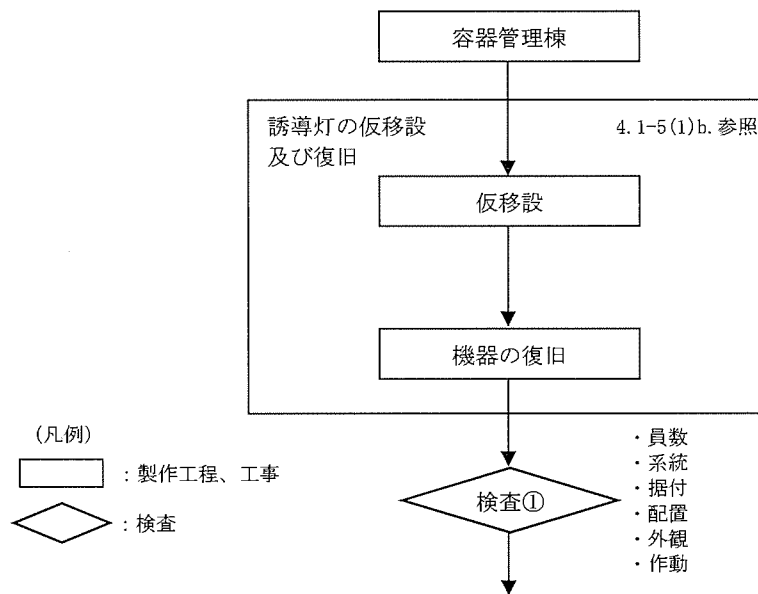 容器管理棟
誘導灯の仮移設
及び復旧
4.1-5(1)b.参照
仮移設
機器の復旧
(凡例)
：製作工程、工事
：検査
検査①
・員数
・系統
・据付
・配置
・外観
・作動